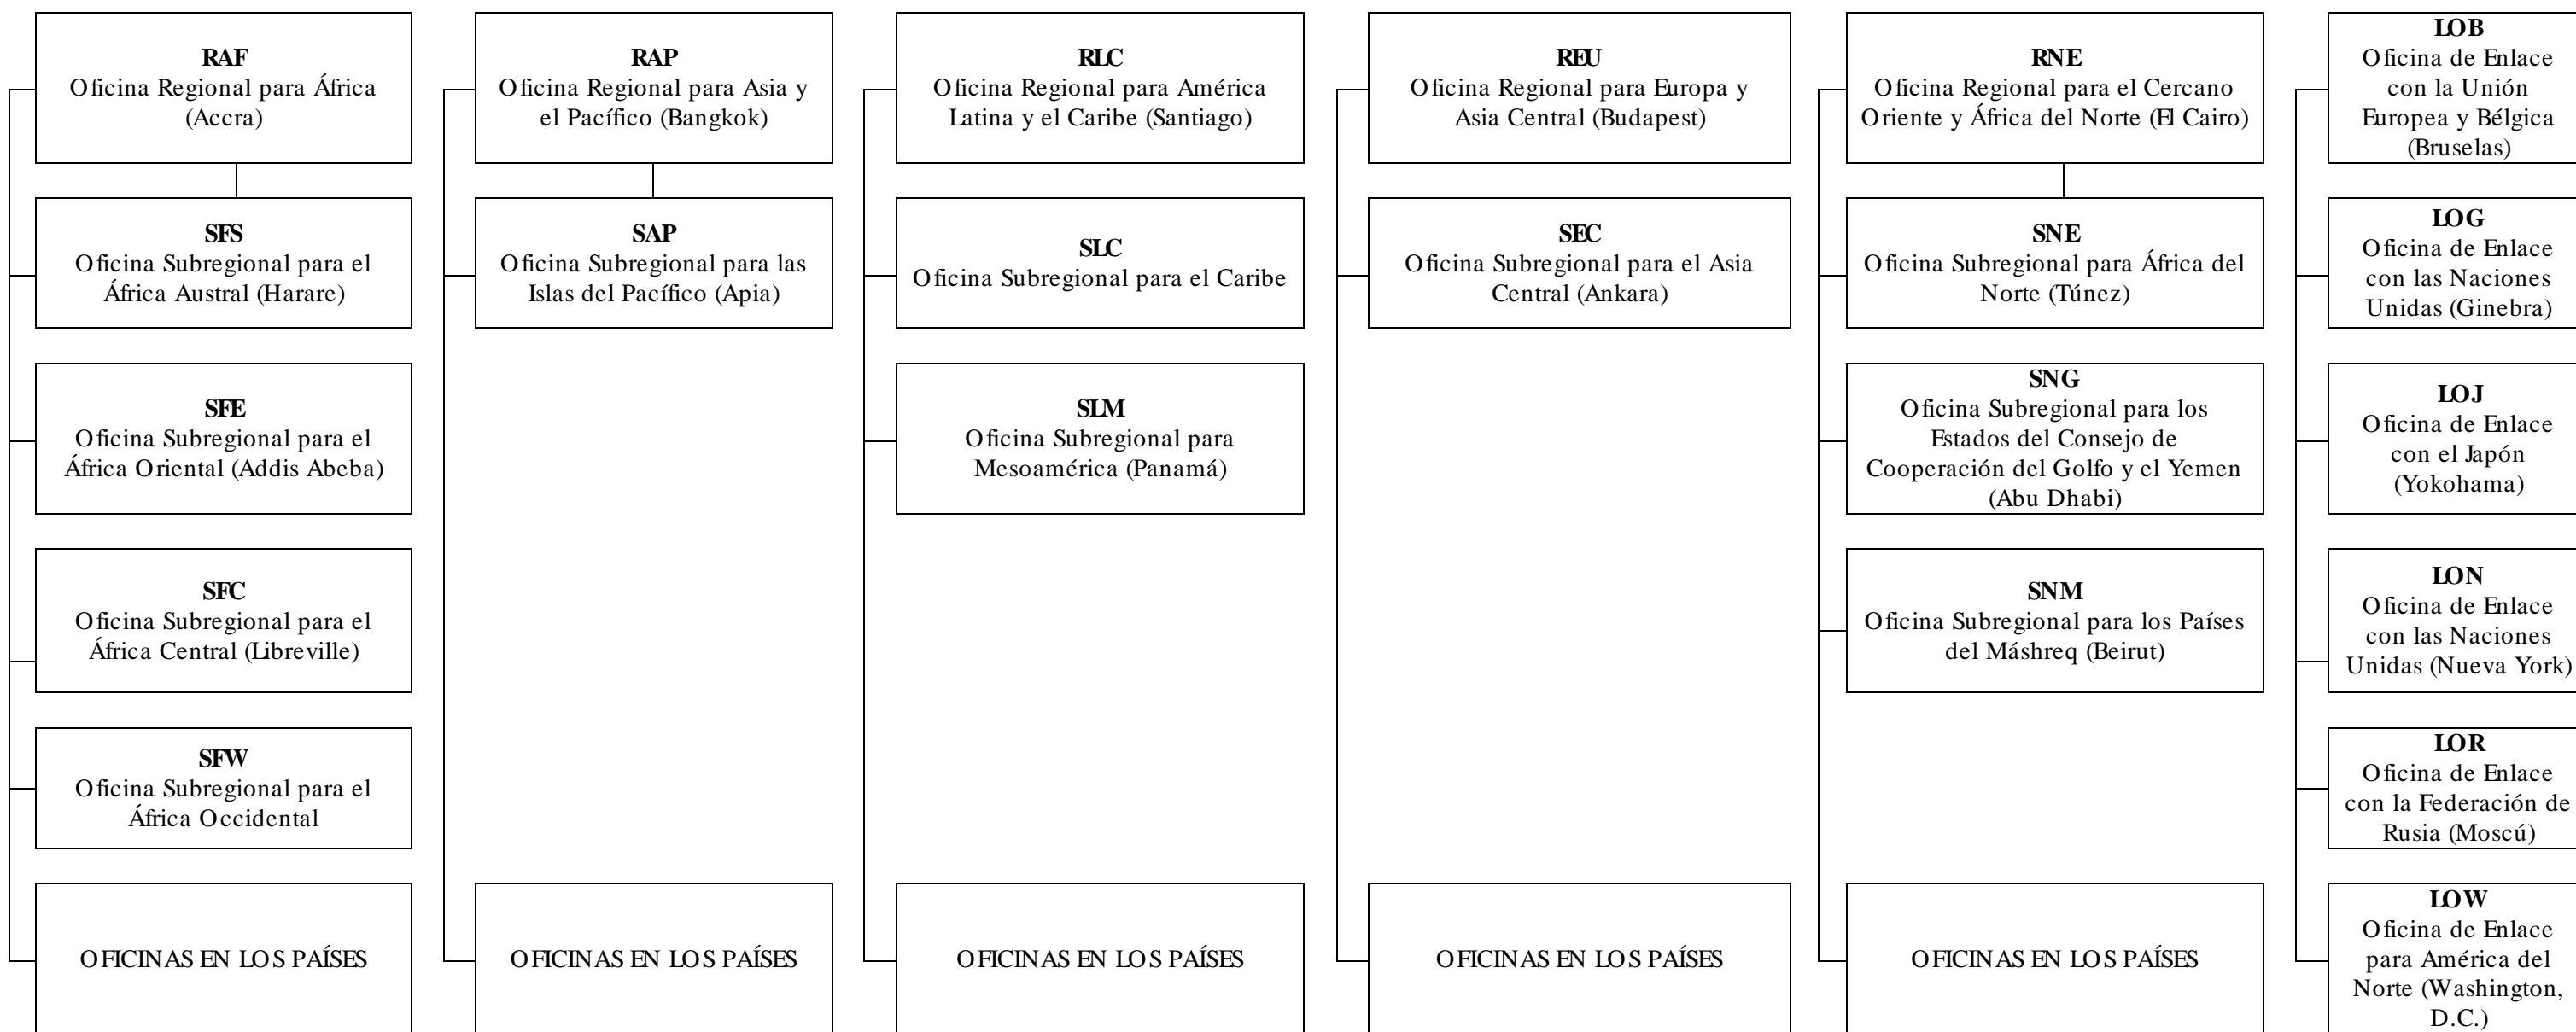 RAF
Oficina Regional para África
(Accra)
SFS
Oficina Subregional para el
África Austral (Harare)
SFE
Oficina Subregional para el
África Oriental (Addis Abeba)
SFC
Oficina Subregional para el
África Central (Libreville)
SFW
Oficina Subregional para el
África Occidental
OFICINAS EN LOS PAÍSES
RAP
Oficina Regional para Asia y
el Pacífico (Bangkok)
SAP
Oficina Subregional para las
Islas del Pacífico (Apia)
OFICINAS EN LOS PAÍSES
RLC
Oficina Regional para América
Latina y el Caribe (Santiago)
SLC
Oficina Subregional para el Caribe
SLM
Oficina Subregional para
Mesoamérica (Panamá)
OFICINAS EN LOS PAÍSES
REU
Oficina Regional para Europa y
Asia Central (Budapest)
SEC
Oficina Subregional para el Asia
Central (Ankara)
OFICINAS EN LOS PAÍSES
RNE
Oficina Regional para el Cercano
Oriente y África del Norte (El Cairo)
SNE
Oficina Subregional para África del
Norte (Túnez)
SNG
Oficina Subregional para los
Estados del Consejo de
Cooperación del Golfo y el Yemen
(Abu Dhabi)
SNM
Oficina Subregional para los Países
del Máshreq (Beirut)
OFICINAS EN LOS PAÍSES
LOB
Oficina de Enlace
con la Unión
Europea y Bélgica
(Bruselas)
LOG
Oficina de Enlace
con las Naciones
Unidas (Ginebra)
LOJ
Oficina de Enlace
con el Japón
(Yokohama)
LON
Oficina de Enlace
con las Naciones
Unidas (Nueva York)
LOR
Oficina de Enlace
con la Federación de
Rusia (Moscú)
LOW
Oficina de Enlace
para América del
Norte (Washington,
D.C.)